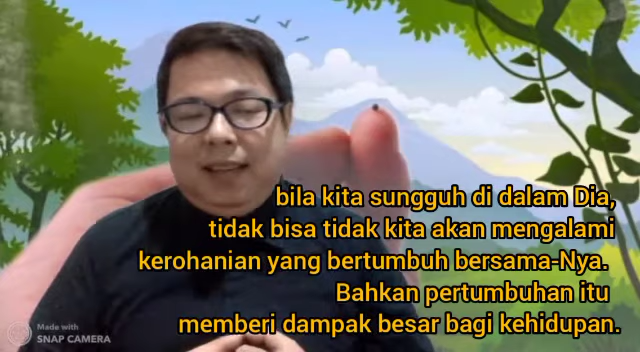 bila kita sungguh di dalam Dia,
tidak bisa tidak kita akan mengalami
kerohanian yang bertumbuh bersama-Nya.
Bahkan pertumbuhan itu
memberi dampak besar bagi kehidupan.
Made with
SNAP CAMERA